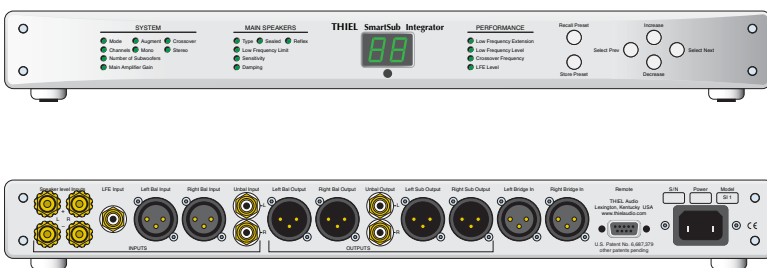 SYSTEM
MAIN SPEAKERS
THIEL SmartSub Integrator
PERFORMANCE
Recall Preset
Increase
Mode Augment Crossover
Type Sealed Reflex
Low Frequency Extension
Channels Mono Stereo
Low Frequency Limit
88
Low Frequency Level
Select Prev
Select Next
Number of Subwoofers
Sensitivity
Crossover Frequency
Main Amplifier Gain
Damping
LFE Level
Store Preset
Decrease
Speaker level Inputs
LFE Input
Left Bal Input
Right Bal Input
Unbal Input
Left Bal Output
Right Bal Output
Unbal Output
Left Sub Output
Right Sub Output
Left Bridge In
Right Bridge In
Remote
S/N
Power
Model
SI 1
+
L R
-
L
R
L
R
THIEL Audio
Lexington, Kentucky USA
www.thielaudio.com
CE
U.S. Patent No. 6,687,379
other patents pending
INPUTS
OUTPUTS